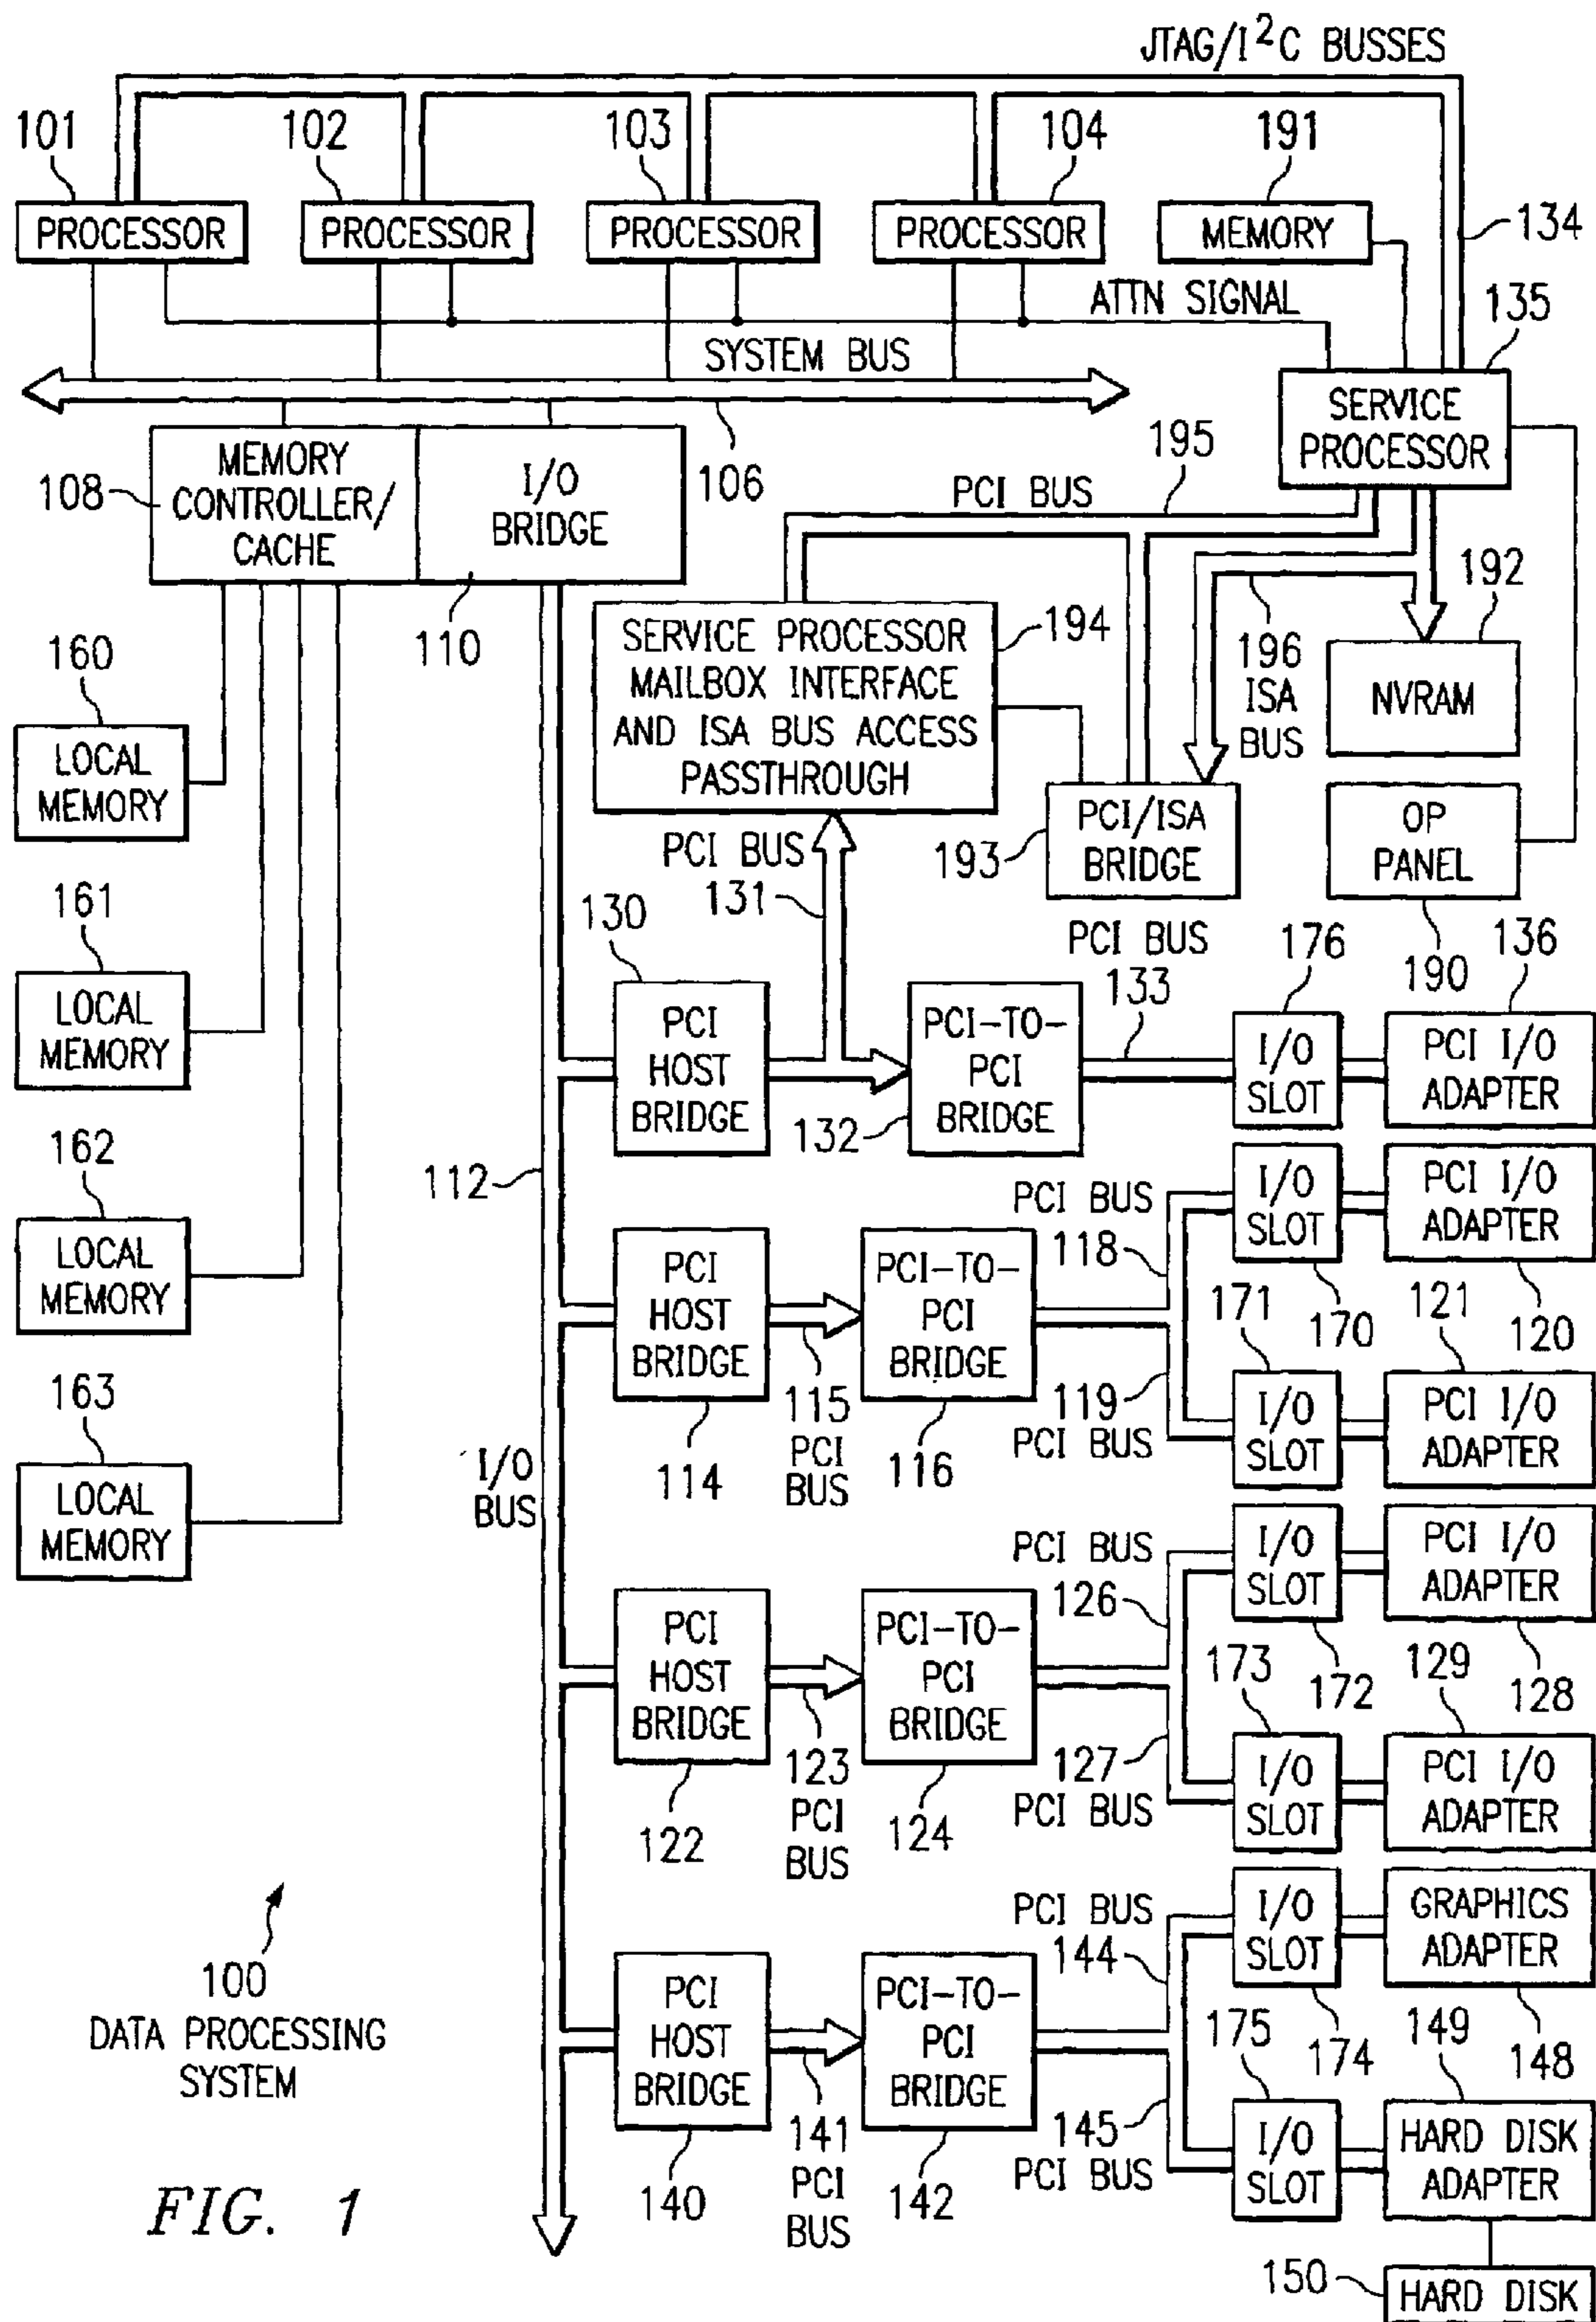 JTAG/I²C BUSSES
101
102
103
104
191
PROCESSOR
PROCESSOR
PROCESSOR
PROCESSOR
MEMORY
134
ATTN SIGNAL
135
SYSTEM BUS
SERVICE
PROCESSOR
108
MEMORY
CONTROLLER/
CACHE
I/O
BRIDGE
106
110
195
PCI BUS
192
SERVICE PROCESSOR
MAILBOX INTERFACE
AND ISA BUS ACCESS
PASSTHROUGH
194
196
ISA
BUS
NVRAM
160
LOCAL
MEMORY
PCI BUS
131
193
PCI/ISA
BRIDGE
OP
PANEL
190
161
LOCAL
MEMORY
130
PCI
HOST
BRIDGE
132
PCI-TO-
PCI
BRIDGE
PCI BUS
133
176
I/O
SLOT
136
PCI I/O
ADAPTER
162
LOCAL
MEMORY
112
PCI
HOST
BRIDGE
114
115
PCI
BUS
PCI-TO-
PCI
BRIDGE
116
PCI BUS
118
I/O
SLOT
170
PCI I/O
ADAPTER
120
119
PCI BUS
171
I/O
SLOT
121
PCI I/O
ADAPTER
163
LOCAL
MEMORY
I/O
BUS
PCI
HOST
BRIDGE
122
123
PCI
BUS
PCI-TO-
PCI
BRIDGE
124
PCI BUS
126
I/O
SLOT
172
PCI I/O
ADAPTER
128
127
PCI BUS
173
I/O
SLOT
129
PCI I/O
ADAPTER
100
DATA PROCESSING
SYSTEM
PCI
HOST
BRIDGE
140
141
PCI
BUS
PCI-TO-
PCI
BRIDGE
142
PCI BUS
144
I/O
SLOT
174
GRAPHICS
ADAPTER
148
145
PCI BUS
175
I/O
SLOT
149
HARD DISK
ADAPTER
150
HARD DISK
FIG. 1